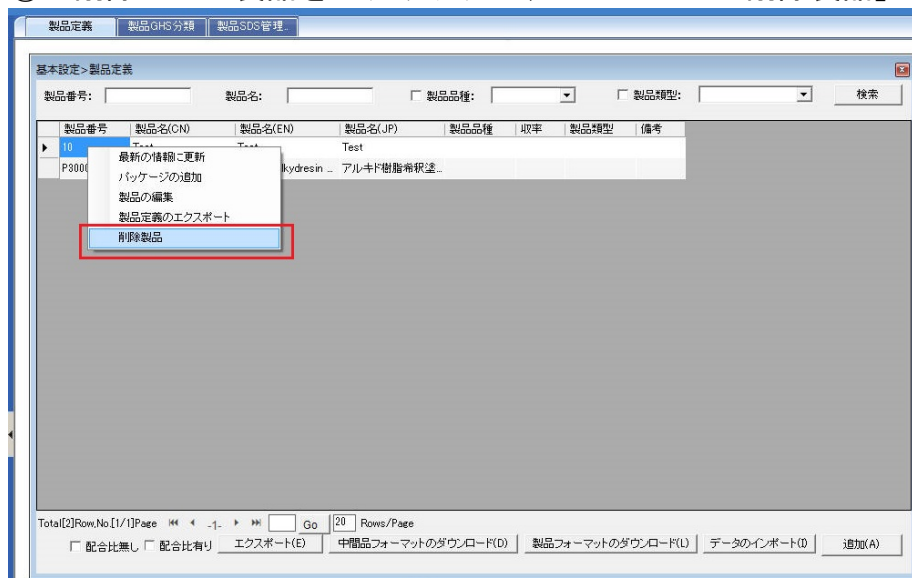 製品定義 製品GHS分類 製品SDS管理..
基本設定>製品定義
製品番号: 製品名: 製品品種: 製品類型: 検索
製品番号 製品名(CN) 製品名(EN) 製品名(JP) 製品品種 収率 製品類型 備考
10 Test Test Test
P3000 lkydresin ... アルキド樹脂希釈塗...
最新の情報に更新
パッケージの追加
製品の編集
製品定義のエクスポート
削除製品
Total[2]Row,No.[1/1]Page -1- Go 20 Rows/Page
配合比無し 配合比有り エクスポート(E) 中間品フォーマットのダウンロード(D) 製品フォーマットのダウンロード(L) データのインポート(I) 追加(A)